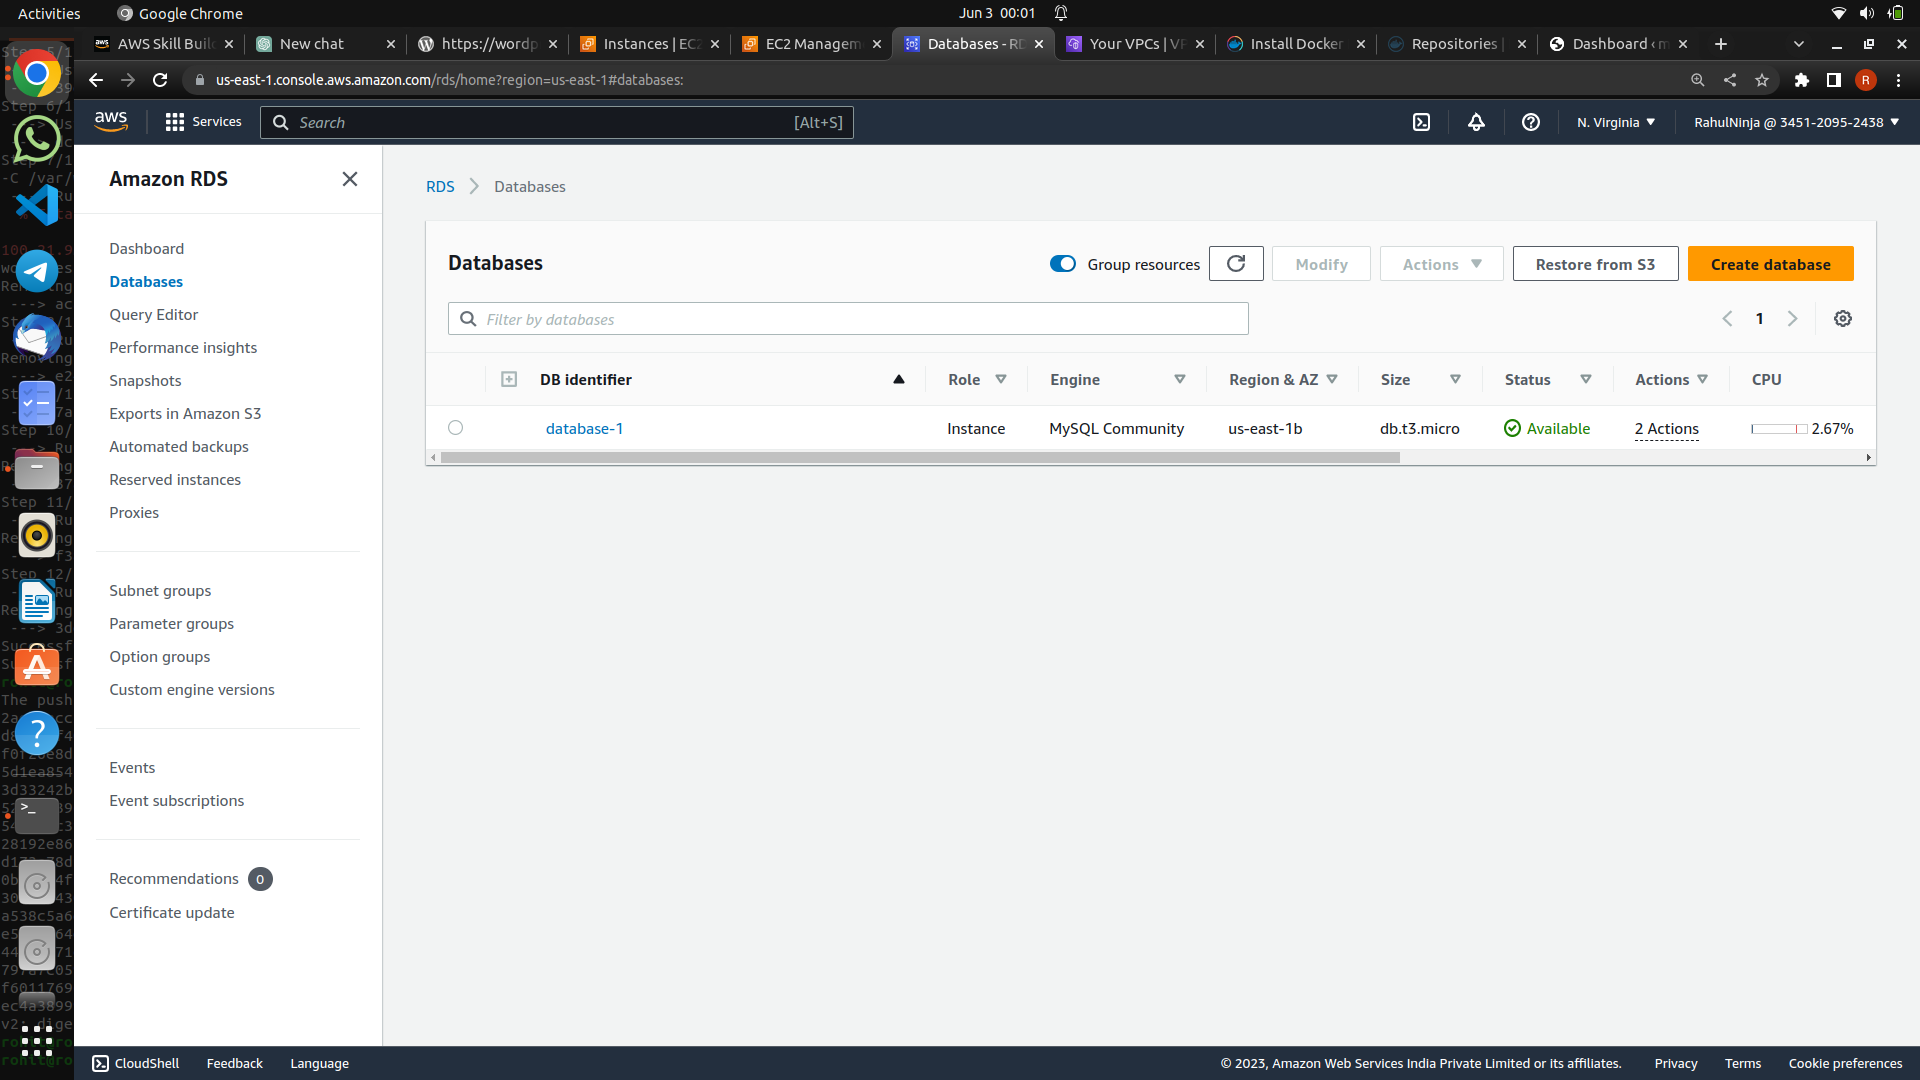 Activities
Google Chrome
Jun 3 00:01
AWS Skill Buil
New chat
https://wordp
Instances | EC2
EC2 Managem
Databases - RD
Your VPCs | VP
Install Docker
Repositories |
Dashboard ‹ m
us-east-1.console.aws.amazon.com/rds/home?region=us-east-1#databases:
R
aws
Services
Search
[Alt+S]
N. Virginia
RahulNinja @ 3451-2095-2438
Amazon RDS
Dashboard
Databases
Query Editor
Performance insights
Snapshots
Exports in Amazon S3
Automated backups
Reserved instances
Proxies
Subnet groups
Parameter groups
Option groups
Custom engine versions
Events
Event subscriptions
Recommendations 0
Certificate update
RDS
Databases
Databases
Group resources
Modify
Actions
Restore from S3
Create database
Filter by databases
1
DB identifier
Role
Engine
Region & AZ
Size
Status
Actions
CPU
database-1
Instance
MySQL Community
us-east-1b
db.t3.micro
Available
2 Actions
2.67%
CloudShell
Feedback
Language
© 2023, Amazon Web Services India Private Limited or its affiliates.
Privacy
Terms
Cookie preferences